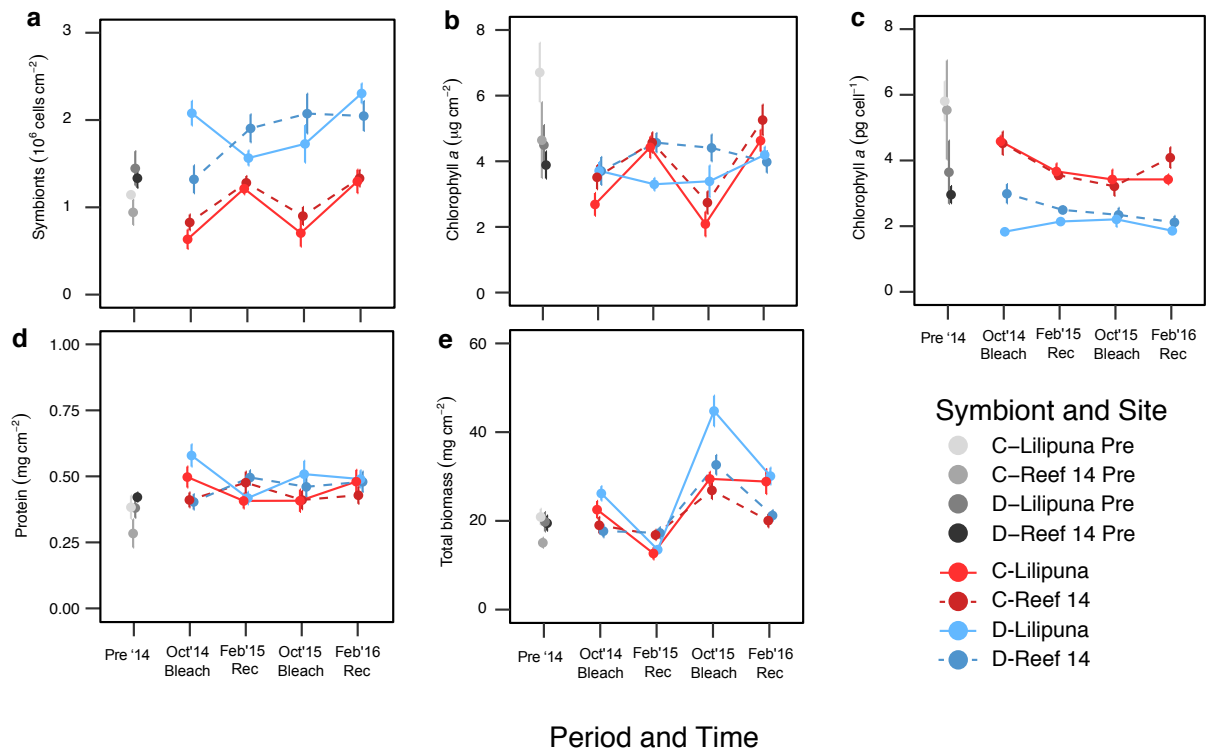 a
Symbionts (10⁶ cells cm⁻²)
3
2
1
0
b
Chlorophyll a (µg cm⁻²)
8
6
4
2
0
c
Chlorophyll a (pg cell⁻¹)
8
6
4
2
0
Pre ‘14
Oct'14
Bleach
Feb'15
Rec
Oct'15
Bleach
Feb'16
Rec
d
Protein (mg cm⁻²)
1.00
0.75
0.50
0.25
0.00
Pre ‘14
Oct'14
Bleach
Feb'15
Rec
Oct'15
Bleach
Feb'16
Rec
e
Total biomass (mg cm⁻²)
60
40
20
0
Pre ‘14
Oct'14
Bleach
Feb'15
Rec
Oct'15
Bleach
Feb'16
Rec
Symbiont and Site
C−Lilipuna Pre
C−Reef 14 Pre
D−Lilipuna Pre
D−Reef 14 Pre
C-Lilipuna
C-Reef 14
D-Lilipuna
D-Reef 14
Period and Time